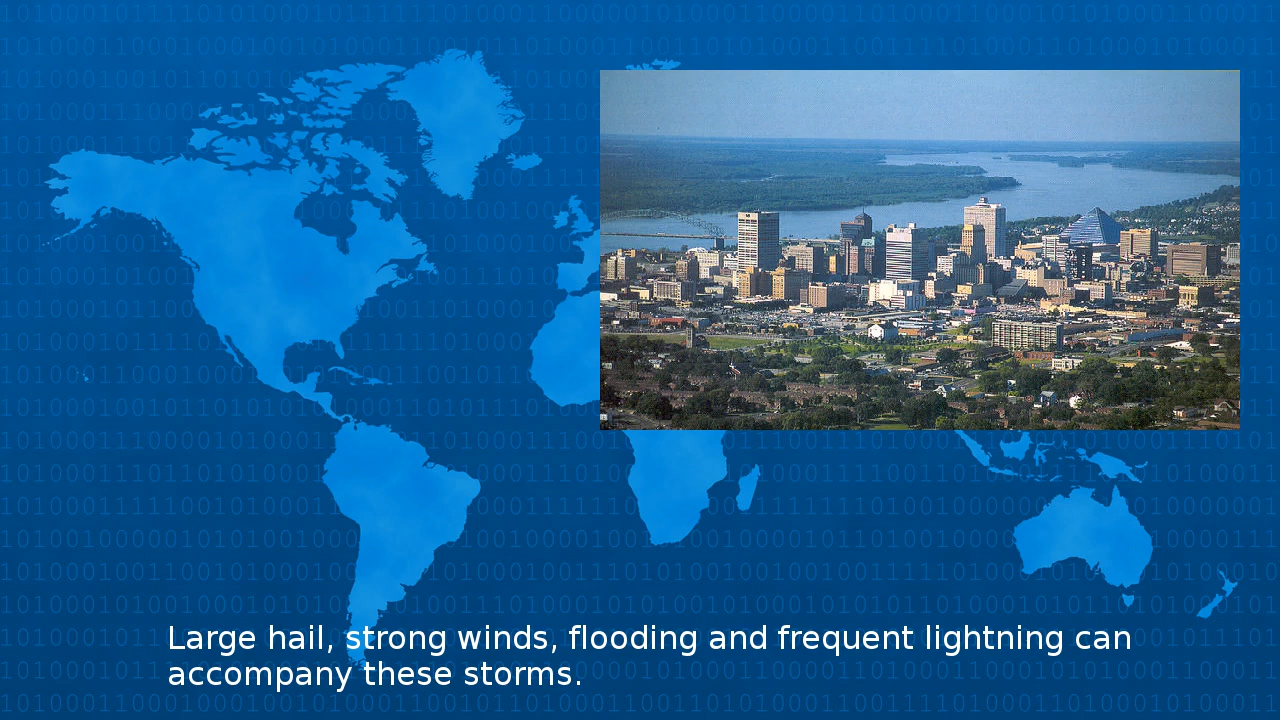 Large hail, strong winds, flooding and frequent lightning can
accompany these storms.